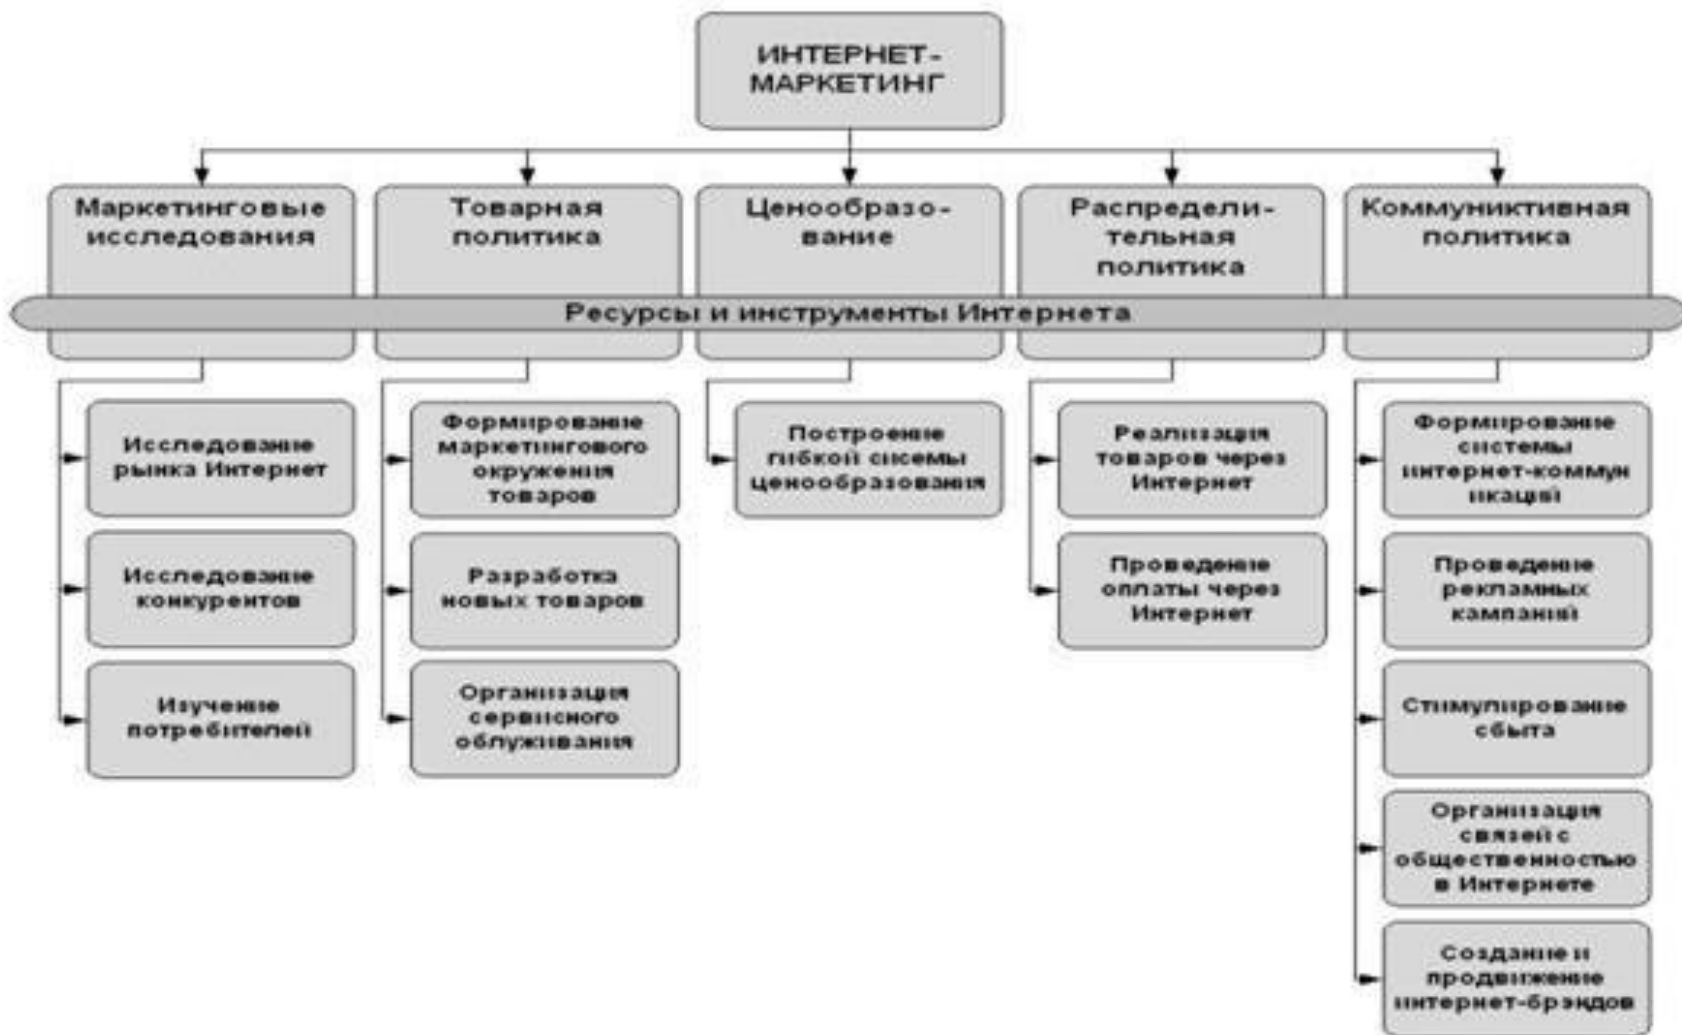 ИНТЕРНЕТ-
МАРКЕТИНГ
Маркетинговые
исследования
Товарная
политика
Ценообразо-
вание
Распредели-
тельная
политика
Коммуниктивная
политика
Ресурсы и инструменты Интернета
Исследование
рынка Интернет
Исследование
конкурентов
Изучение
потребителей
Формирование
маркетингового
окружения
товаров
Разработка
новых товаров
Организация
сервисного
облуживания
Построение
гибкой сисемы
ценообразования
Реализация
товаров через
Интернет
Проведение
оплаты через
Интернет
Формирование
системы
интернет-коммун
икаций
Проведение
рекламных
кампаний
Стимулирование
сбыта
Организация
связей с
общественностью
в Интернете
Создание и
продвижение
интернет-брэндов